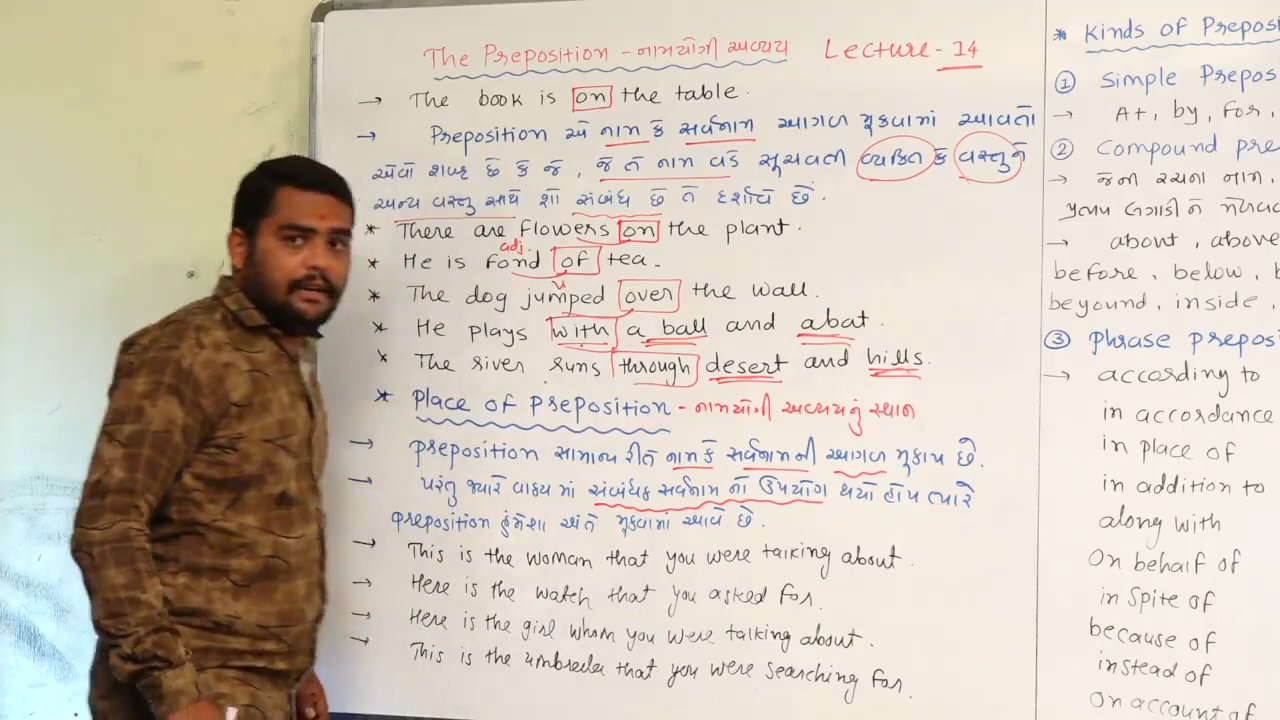 The Preposition - નામયોગી અવ્યય Lecture - 14
→ The book is on the table.
→ Preposition એ નામ કે સર્વનામ આગળ મૂકવામાં આવતો
એવો શબ્દ છે કે જે, જે તે નામ વડે સૂચવતી વ્યકિત કે વસ્તુને
અન્ય વસ્તુ સાથે શો સંબંધ છે તે દર્શાવે છે.
* There are flowers on the plant.
adj.
* He is fond of tea.
v
* The dog jumped over the wall.
* He plays with a ball and abat.
* The river runs through desert and hills.
* Place of Preposition - નામયોગી અવ્યયનું સ્થાન
→ preposition સામાન્ય રીતે નામ કે સર્વનામની આગળ મૂકાય છે.
→ પરંતુ જ્યારે વાક્ય માં સંબંધક સર્વનામ નો ઉપયોગ થયો હોય ત્યારે
preposition હંમેશા અંતે મૂકવામાં આવે છે.
→ This is the woman that you were talking about.
→ Here is the watch that you asked for.
→ Here is the girl whom you were talking about.
→ This is the that you were searching for.
* Kinds of Preposi
① Simple Prepos
→ At, by, for,
② Compound pre
→ જેની રચના નામ,
લગાડી ને
→ about, above
before, below, b
beyound, inside,
③ Phrase prepos
→ according to
in accordance
in place of
in addition to
along with
On behalf of
in spite of
because of
instead of
On account of